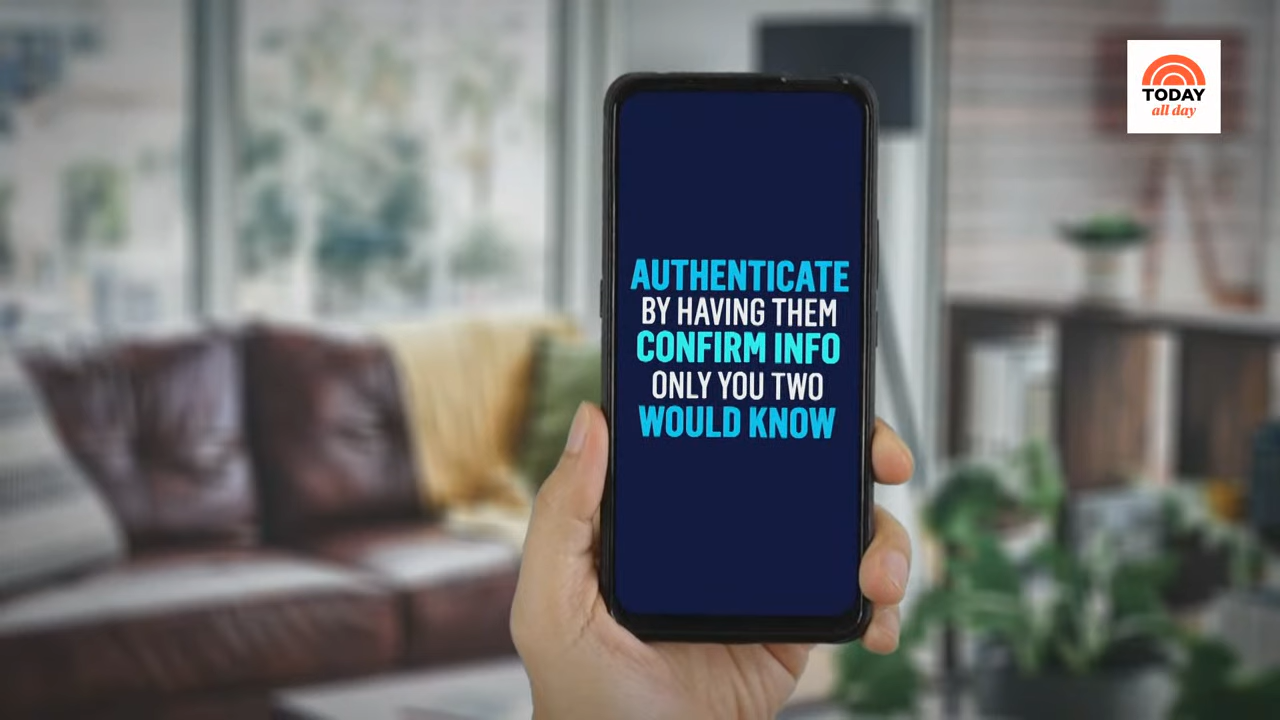 TODAY
all day
AUTHENTICATE
BY HAVING THEM
CONFIRM INFO
ONLY YOU TWO
WOULD KNOW